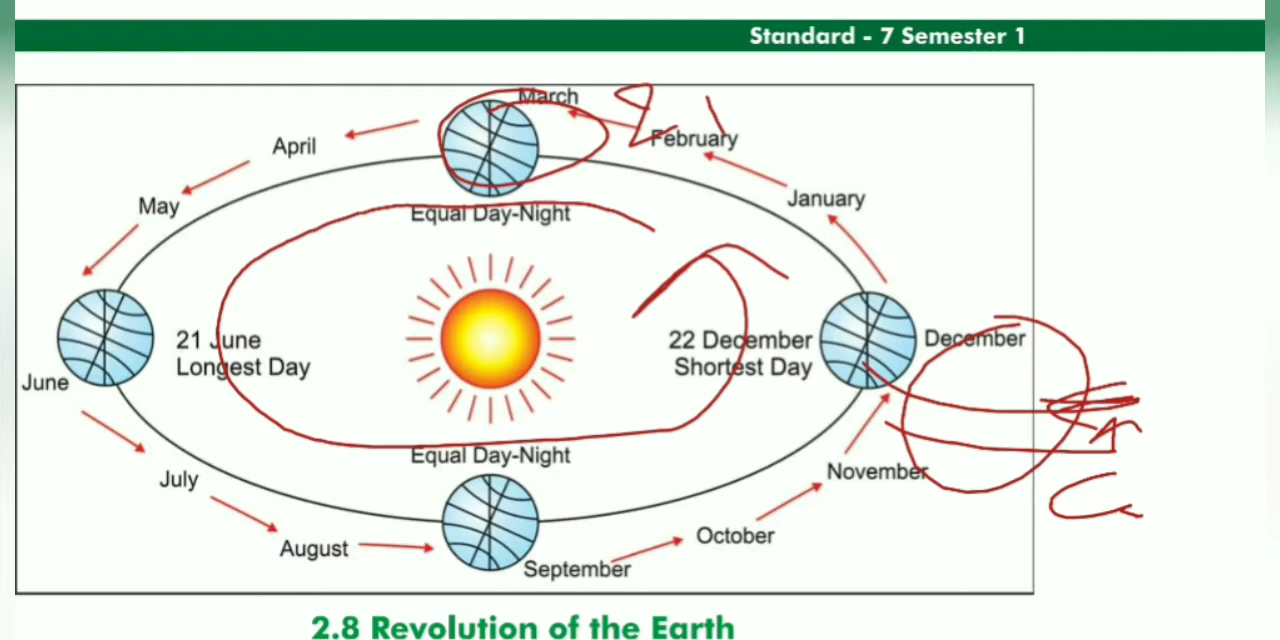 Standard - 7 Semester 1
March
February
April
January
May
Equal Day-Night
21 June
Longest Day
22 December
Shortest Day
December
June
Equal Day-Night
November
July
October
August
September
2.8 Revolution of the Earth